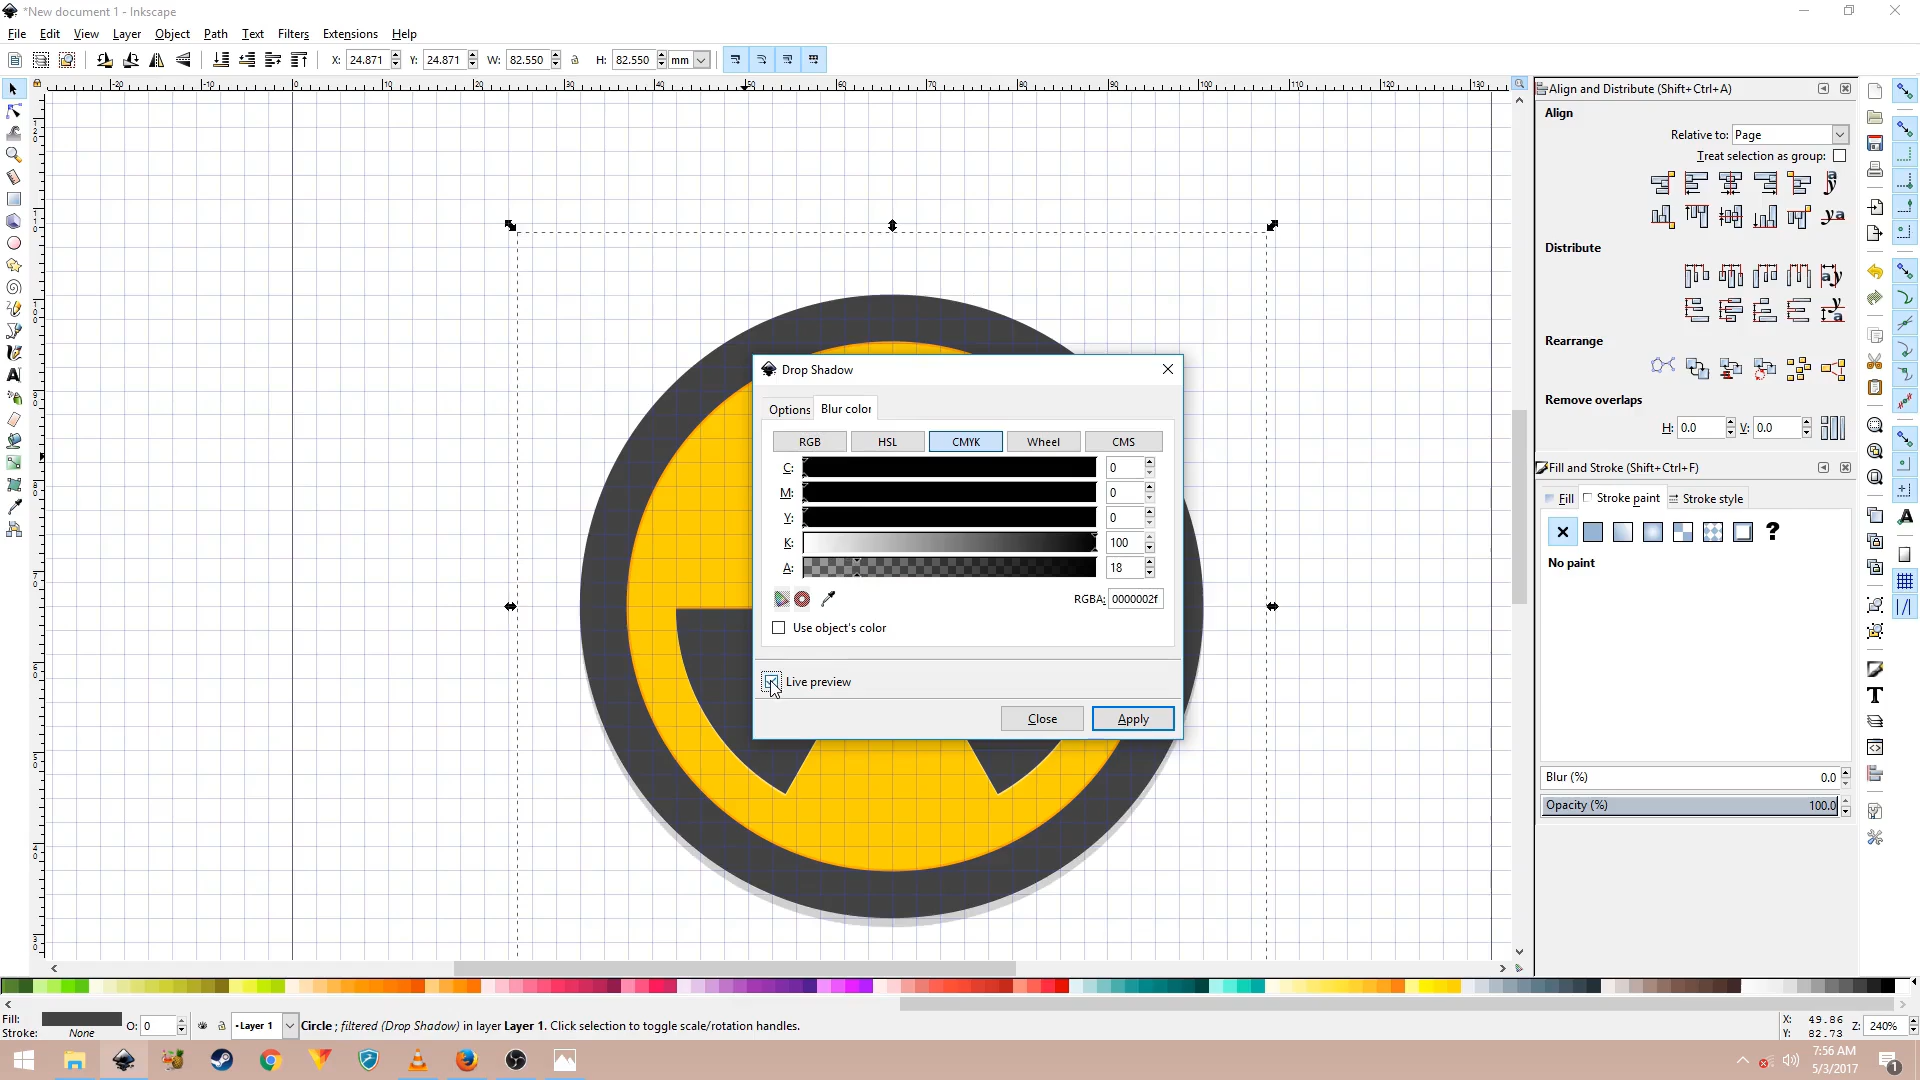 *New document 1 - Inkscape
File Edit View Layer Object Path Text Filters Extensions Help
X: 24.871 Y: 24.871 W: 82.550 H: 82.550 mm
Align and Distribute (Shift+Ctrl+A)
Align
Relative to: Page
Treat selection as group:
Distribute
Rearrange
Remove overlaps
H: 0.0 V: 0.0
Fill and Stroke (Shift+Ctrl+F)
Fill Stroke paint Stroke style
No paint
Blur (%) 0.0
Opacity (%) 100.0
Drop Shadow
Options Blur color
RGB HSL CMYK Wheel CMS
C: 0
M: 0
Y: 0
K: 100
A: 18
RGBA: 0000002f
Use object's color
Live preview
Close Apply
Fill:
Stroke: None
O: 0
Layer 1
Circle ; filtered (Drop Shadow) in layer Layer 1. Click selection to toggle scale/rotation handles.
X: 49.86
Y: 82.73
Z: 240%
7:56 AM
5/3/2017
1